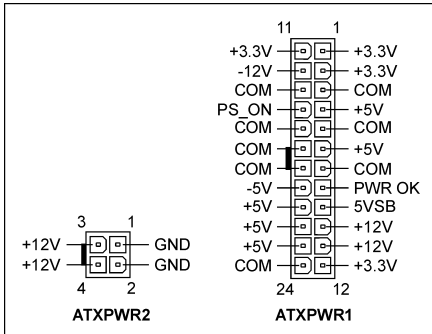 11 1
+3.3V +3.3V
-12V +3.3V
COM COM
PS_ON +5V
COM COM
COM +5V
COM COM
-5V PWR OK
+5V 5VSB
+5V +12V
+5V +12V
COM +3.3V
24 12
ATXPWR1
3 1
+12V GND
+12V GND
4 2
ATXPWR2